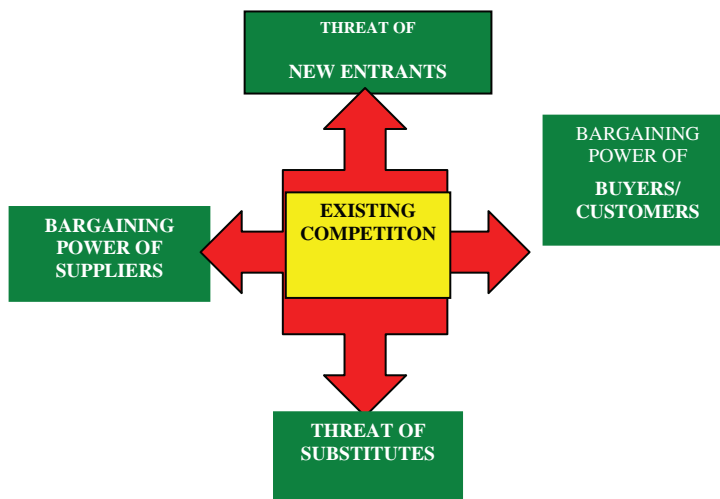 THREAT OF
NEW ENTRANTS
BARGAINING
POWER OF
BUYERS/
CUSTOMERS
BARGAINING
POWER OF
SUPPLIERS
EXISTING
COMPETITON
THREAT OF
SUBSTITUTES